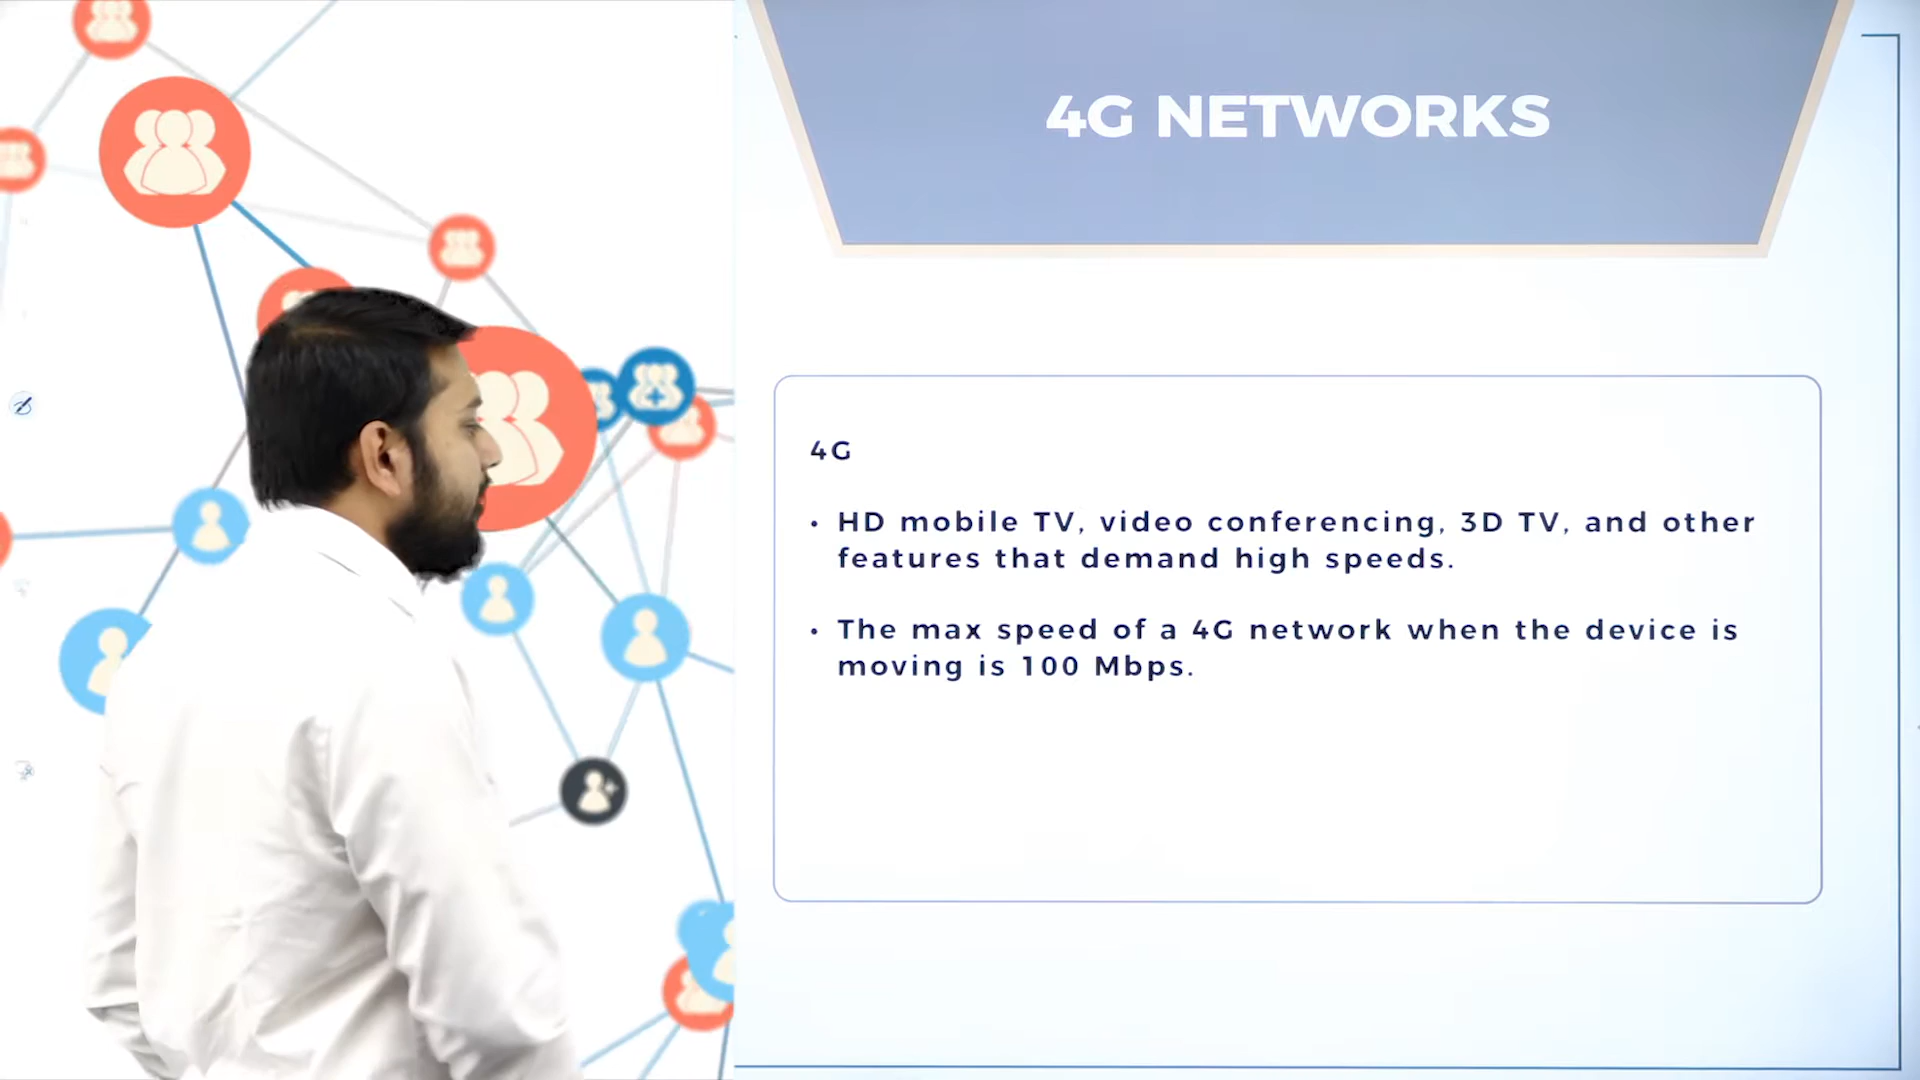 4G NETWORKS
4G
• HD mobile TV, video conferencing, 3D TV, and other
features that demand high speeds.
• The max speed of a 4G network when the device is
moving is 100 Mbps.